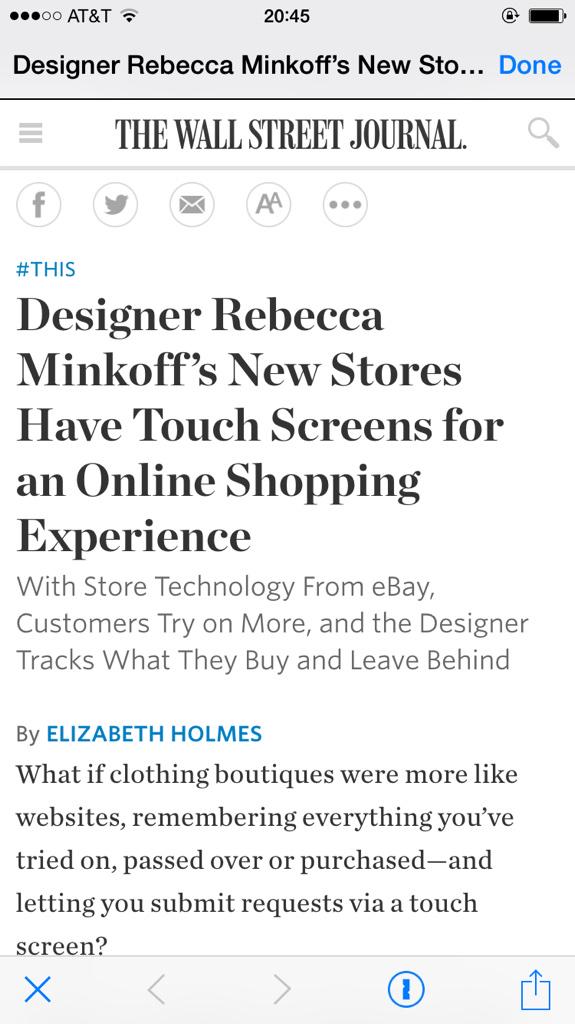 AT&T 20:45
Designer Rebecca Minkoff’s New Sto... Done
THE WALL STREET JOURNAL.
AA
#THIS
Designer Rebecca
Minkoff’s New Stores
Have Touch Screens for
an Online Shopping
Experience
With Store Technology From eBay,
Customers Try on More, and the Designer
Tracks What They Buy and Leave Behind
By ELIZABETH HOLMES
What if clothing boutiques were more like
websites, remembering everything you’ve
tried on, passed over or purchased—and
letting you submit requests via a touch
screen?